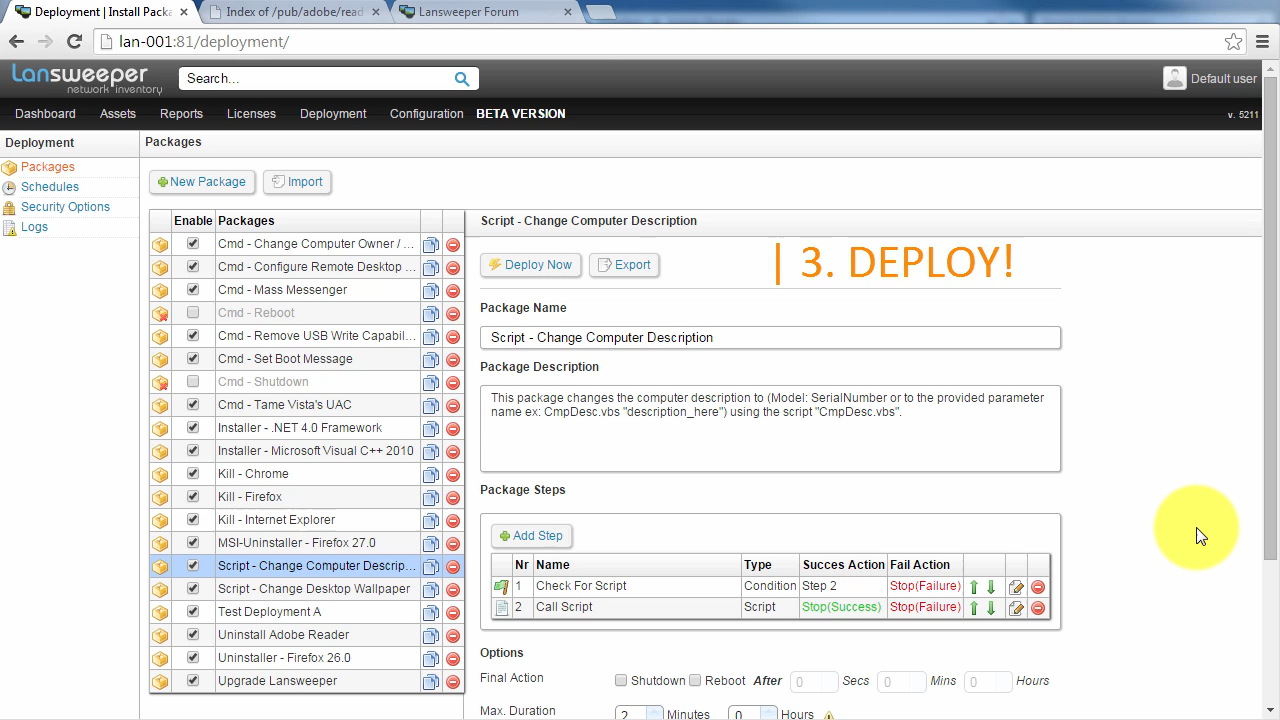 Deployment | Install Packa
Index of /pub/adobe/read
Lansweeper Forum
lan-001:81/deployment/
lansweeper
network inventory
Search...
Default user
Dashboard Assets Reports Licenses Deployment Configuration BETA VERSION
v. 5211
Deployment
Packages
Schedules
Security Options
Logs
Packages
New Package Import
Enable Packages
Cmd - Change Computer Owner / ...
Cmd - Configure Remote Desktop ...
Cmd - Mass Messenger
Cmd - Reboot
Cmd - Remove USB Write Capabil...
Cmd - Set Boot Message
Cmd - Shutdown
Cmd - Tame Vista's UAC
Installer - .NET 4.0 Framework
Installer - Microsoft Visual C++ 2010
Kill - Chrome
Kill - Firefox
Kill - Internet Explorer
MSI-Uninstaller - Firefox 27.0
Script - Change Computer Descrip...
Script - Change Desktop Wallpaper
Test Deployment A
Uninstall Adobe Reader
Uninstaller - Firefox 26.0
Upgrade Lansweeper
Script - Change Computer Description
Deploy Now Export
| 3. DEPLOY!
Package Name
Script - Change Computer Description
Package Description
This package changes the computer description to (Model: SerialNumber or to the provided parameter
name ex: CmpDesc.vbs "description_here") using the script "CmpDesc.vbs".
Package Steps
Add Step
Nr Name Type Succes Action Fail Action
1 Check For Script Condition Step 2 Stop(Failure)
2 Call Script Script Stop(Success) Stop(Failure)
Options
Final Action Shutdown Reboot After 0 Secs 0 Mins 0 Hours
Max. Duration 2 Minutes 0 Hours